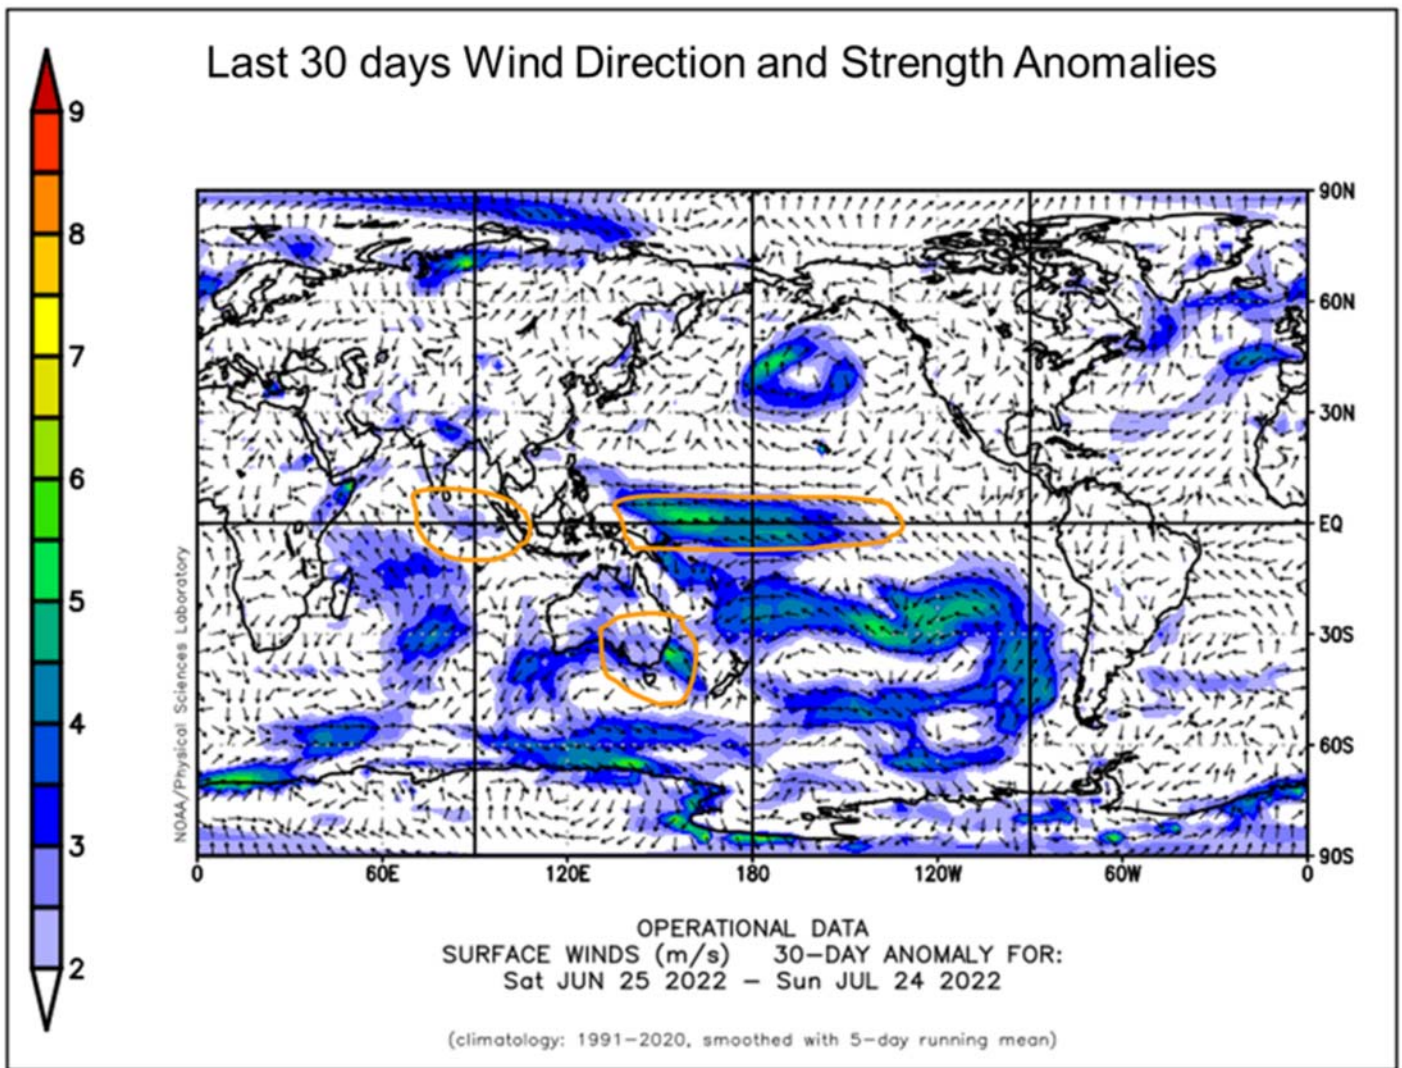 Last 30 days Wind Direction and Strength Anomalies
9
8
7
6
5
4
3
2
90N
60N
30N
EQ
30S
60S
90S
0 60E 120E 180 120W 60W 0
NOAA/Physical Sciences Laboratory
OPERATIONAL DATA
SURFACE WINDS (m/s) 30-DAY ANOMALY FOR:
Sat JUN 25 2022 - Sun JUL 24 2022
(climatology: 1991-2020, smoothed with 5-day running mean)